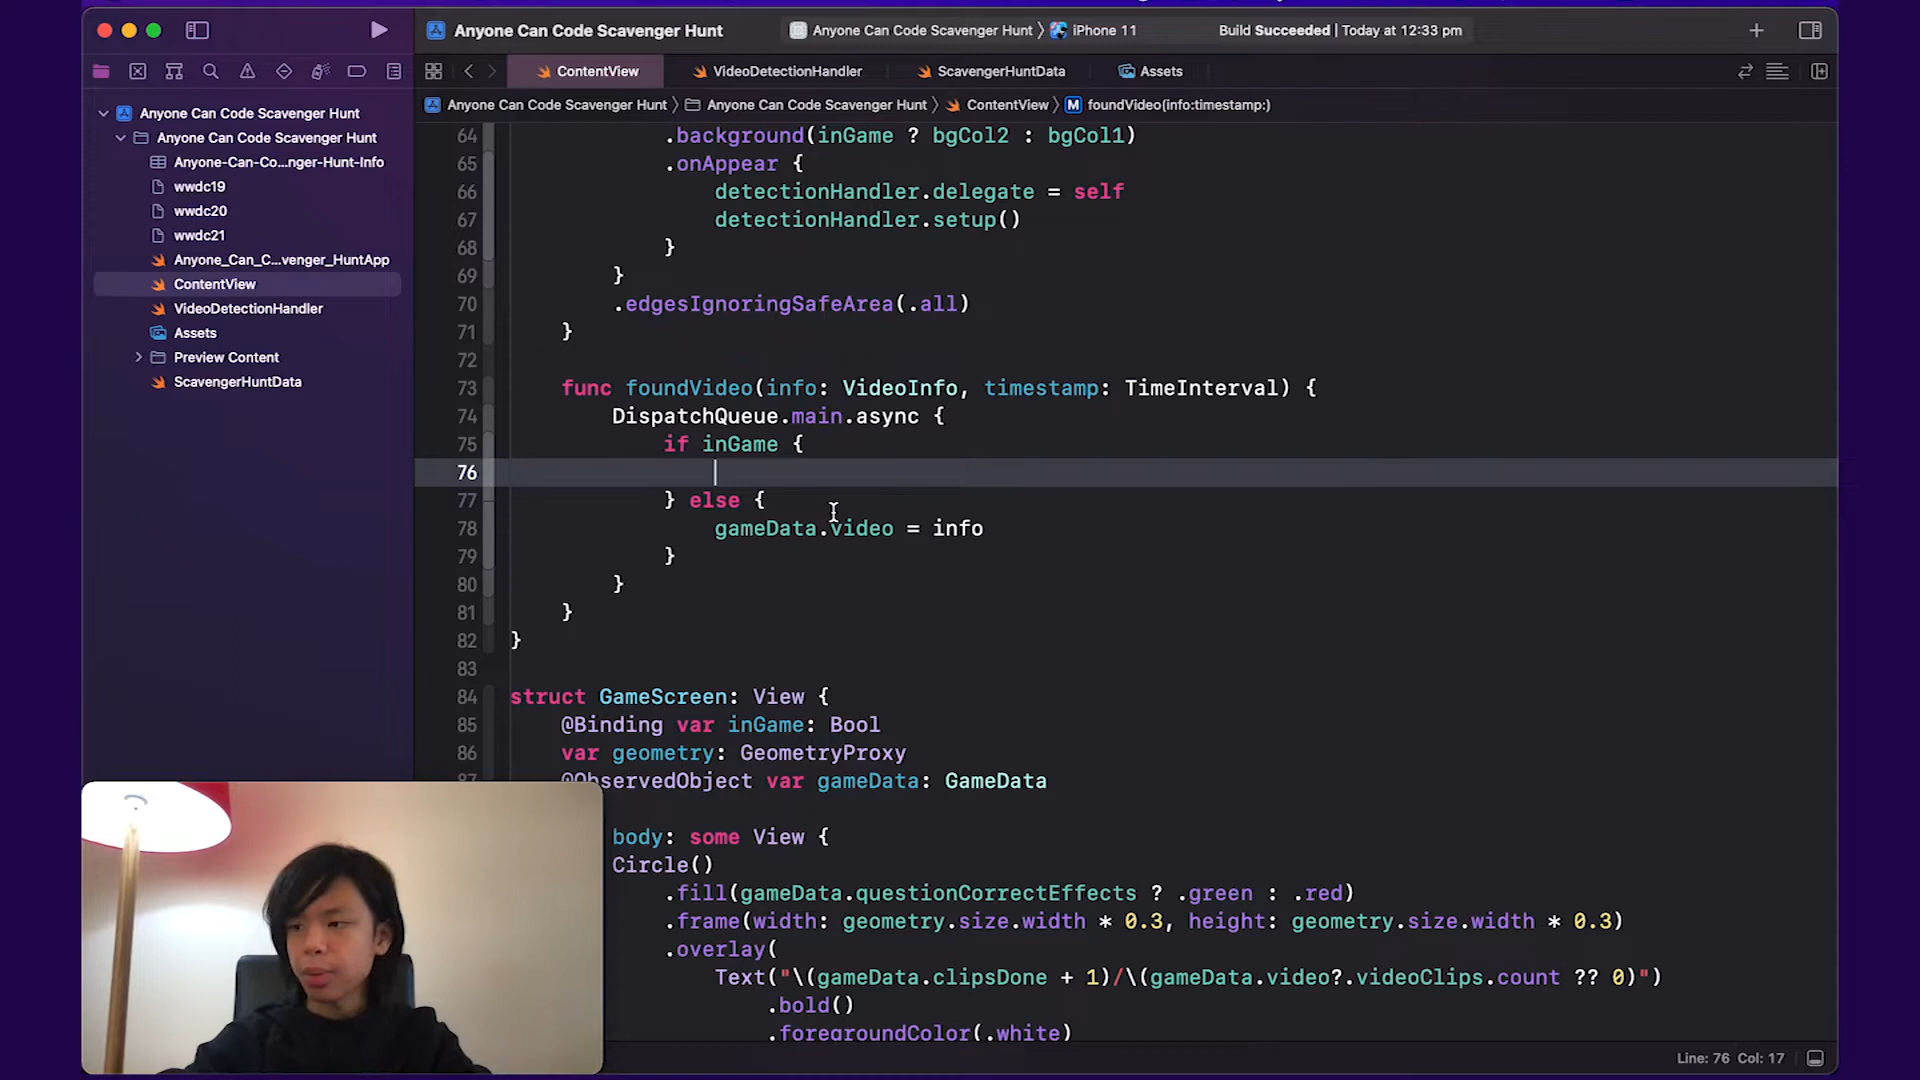 Anyone Can Code Scavenger Hunt
Anyone Can Code Scavenger Hunt
iPhone 11
Build Succeeded | Today at 12:33 pm
ContentView
VideoDetectionHandler
ScavengerHuntData
Assets
Anyone Can Code Scavenger Hunt
Anyone Can Code Scavenger Hunt
ContentView
M foundVideo(info:timestamp:)
Anyone Can Code Scavenger Hunt
Anyone Can Code Scavenger Hunt
Anyone-Can-Co...nger-Hunt-Info
wwdc19
wwdc20
wwdc21
Anyone_Can_C...venger_HuntApp
ContentView
VideoDetectionHandler
Assets
Preview Content
ScavengerHuntData
64 .background(inGame ? bgCol2 : bgCol1)
65 .onAppear {
66 detectionHandler.delegate = self
67 detectionHandler.setup()
68 }
69 }
70 .edgesIgnoringSafeArea(.all)
71 }
72
73 func foundVideo(info: VideoInfo, timestamp: TimeInterval) {
74 DispatchQueue.main.async {
75 if inGame {
76
77 } else {
78 gameData.video = info
79 }
80 }
81 }
82 }
83
84 struct GameScreen: View {
85 @Binding var inGame: Bool
86 var geometry: GeometryProxy
87 @ObservedObject var gameData: GameData
body: some View {
Circle()
.fill(gameData.questionCorrectEffects ? .green : .red)
.frame(width: geometry.size.width * 0.3, height: geometry.size.width * 0.3)
.overlay(
Text("\(gameData.clipsDone + 1)/\(gameData.video?.videoClips.count ?? 0)")
.bold()
.foregroundColor(.white)
Line: 76 Col: 17